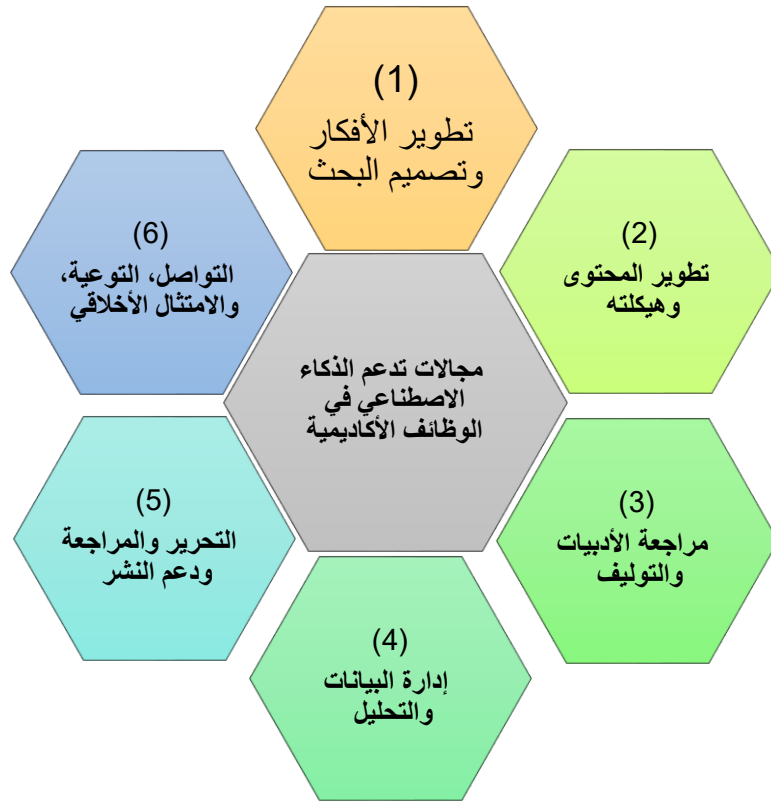 (1)
تطوير الأفكار
وتصميم البحث
(2)
تطوير المحتوى
وهيكلته
(3)
مراجعة الأدبيات
والتوليف
(4)
إدارة البيانات
والتحليل
(5)
التحرير والمراجعة
ودعم النشر
(6)
التواصل، التوعية،
والامتثال الأخلاقي
مجالات تدعم الذكاء
الاصطناعي في
الوظائف الأكاديمية